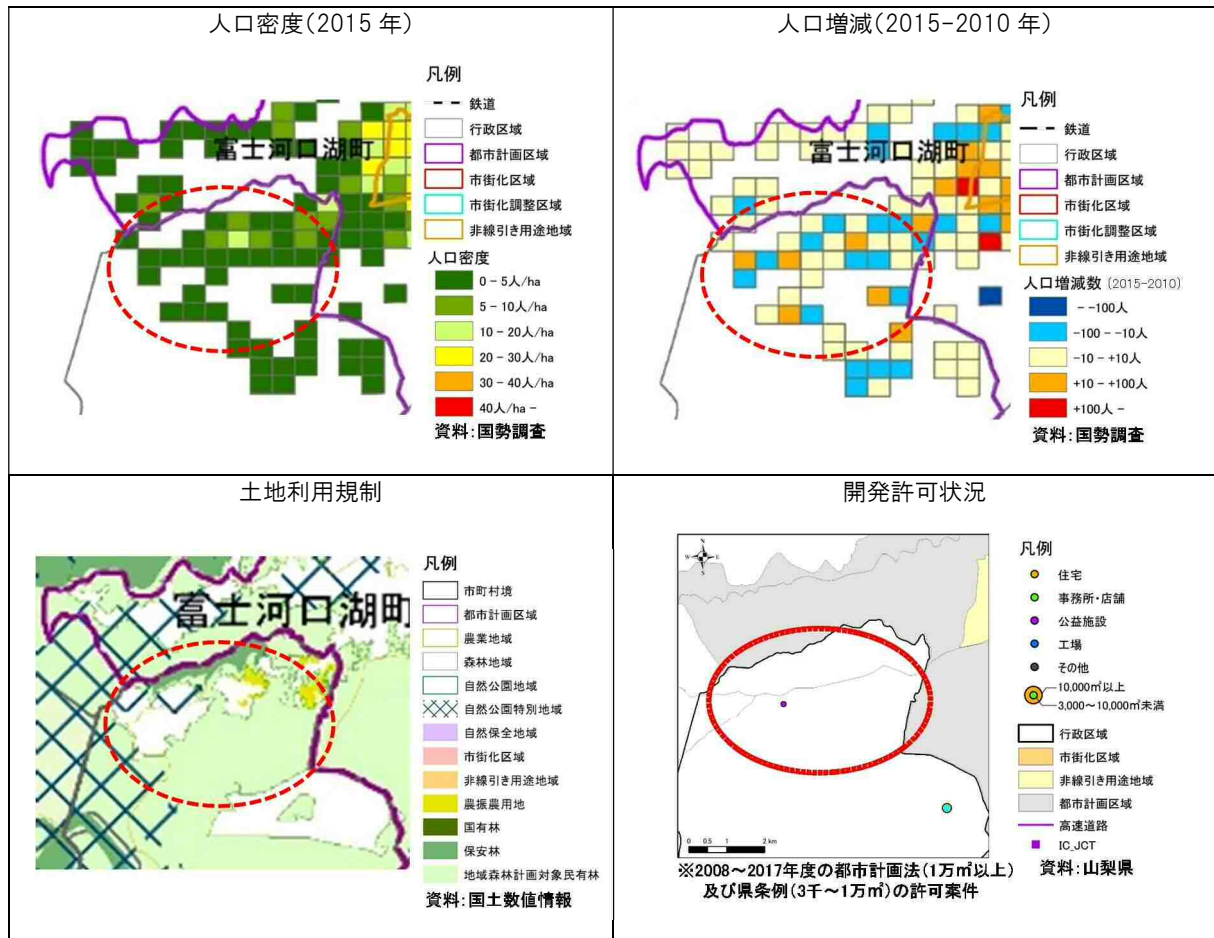 人口密度(2015年)
富士河口湖町
凡例
鉄道
行政区域
都市計画区域
市街化区域
市街化調整区域
非線引き用途地域
人口密度
0 - 5人/ha
5 - 10人/ha
10 - 20人/ha
20 - 30人/ha
30 - 40人/ha
40人/ha -
資料:国勢調査
人口増減(2015-2010年)
富士河口湖町
凡例
鉄道
行政区域
都市計画区域
市街化区域
市街化調整区域
非線引き用途地域
人口増減数 (2015-2010)
- -100人
-100 - -10人
-10 - +10人
+10 - +100人
+100人 -
資料:国勢調査
土地利用規制
富士河口湖町
凡例
市町村境
都市計画区域
農業地域
森林地域
自然公園地域
自然公園特別地域
自然保全地域
市街化区域
非線引き用途地域
農振農用地
国有林
保安林
地域森林計画対象民有林
資料:国土数値情報
開発許可状況
N
W E
S
0 0.5 1 2 km
凡例
住宅
事務所・店舗
公益施設
工場
その他
10,000㎡以上
3,000~10,000㎡未満
行政区域
市街化区域
非線引き用途地域
都市計画区域
高速道路
IC_JCT
資料:山梨県
※2008~2017年度の都市計画法(1万㎡以上)
及び県条例(3千~1万㎡)の許可案件